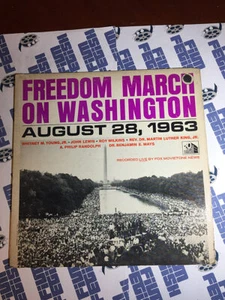 FREEDOM MARCH
ON WASHINGTON
AUGUST 28, 1963
WHITNEY M. YOUNG, JR. • JOHN LEWIS • ROY WILKINS • REV. DR. MARTIN LUTHER KING, JR.
A. PHILIP RANDOLPH DR. BENJAMIN E. MAYS
RECORDED LIVE BY FOX MOVIETONE NEWS